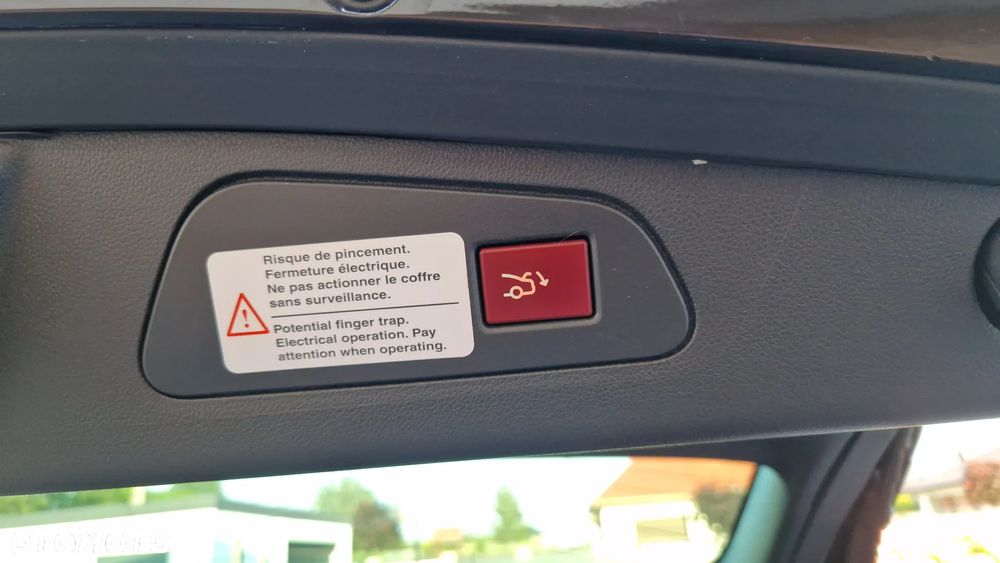 Risque de pincement.
Fermeture électrique.
Ne pas actionner le coffre
sans surveillance.
Potential finger trap.
Electrical operation. Pay
attention when operating.
OTOMOTO